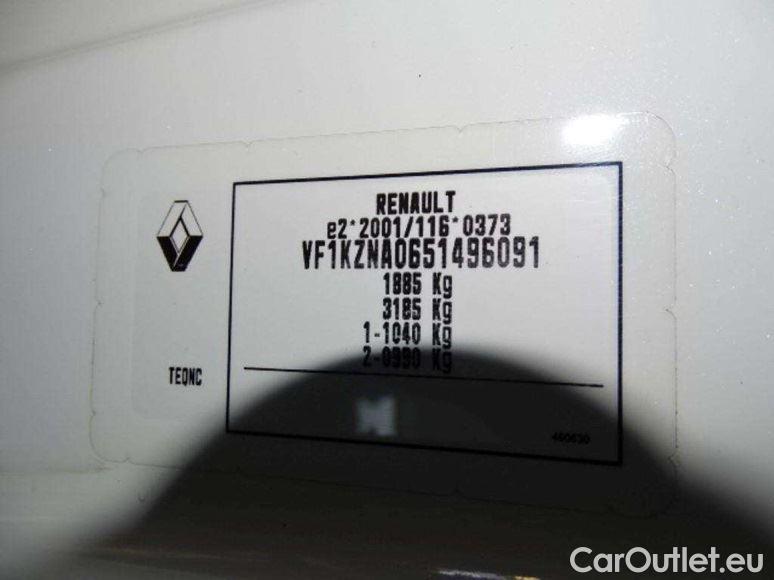 RENAULT
e2*2001/116*0373
VF1KZNA0651496091
1885 Kg
3185 Kg
1-1040 Kg
2-0990 Kg
TEQNC
460630
CarOutlet.eu